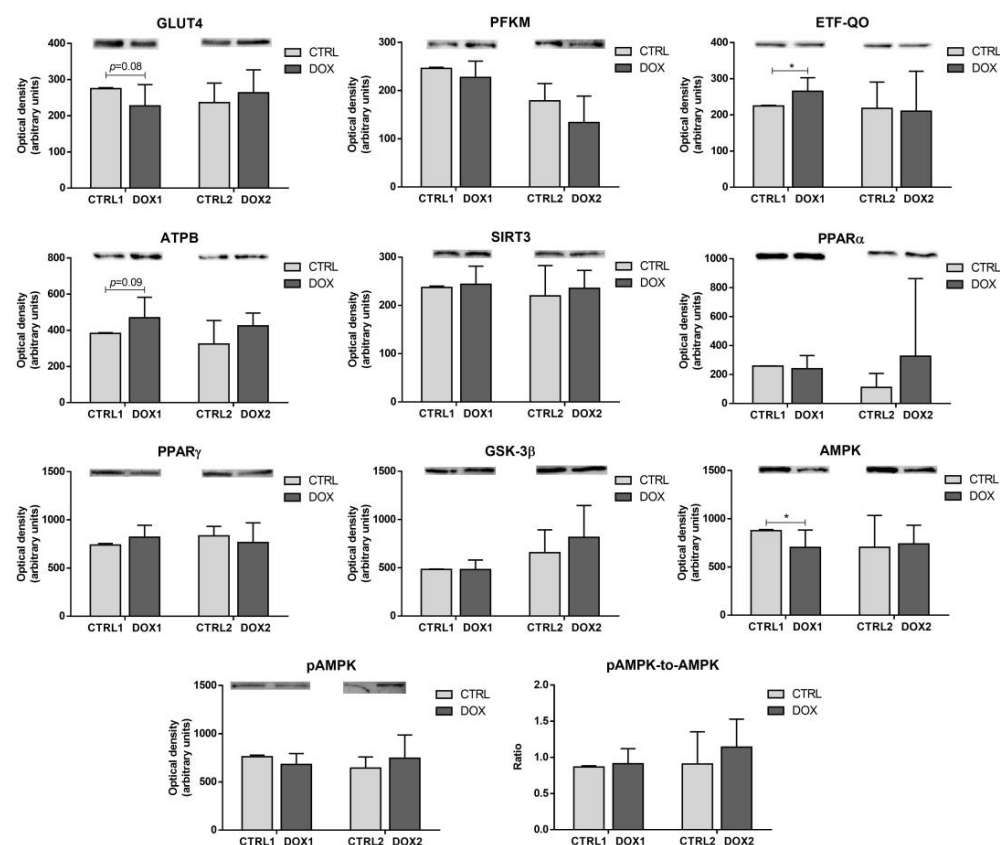 GLUT4
400
300
200
100
0
Optical density
(arbitrary units)
p=0.08
CTRL1 DOX1 CTRL2 DOX2
CTRL
DOX
PFKM
300
200
100
0
Optical density
(arbitrary units)
CTRL1 DOX1 CTRL2 DOX2
CTRL
DOX
ETF-QO
400
300
200
100
0
Optical density
(arbitrary units)
*
CTRL1 DOX1 CTRL2 DOX2
CTRL
DOX
ATPB
800
600
400
200
0
Optical density
(arbitrary units)
p=0.09
CTRL1 DOX1 CTRL2 DOX2
CTRL
DOX
SIRT3
300
200
100
0
Optical density
(arbitrary units)
CTRL1 DOX1 CTRL2 DOX2
CTRL
DOX
PPARα
1000
800
600
400
200
0
Optical density
(arbitrary units)
CTRL1 DOX1 CTRL2 DOX2
CTRL
DOX
PPARγ
1500
1000
500
0
Optical density
(arbitrary units)
CTRL1 DOX1 CTRL2 DOX2
CTRL
DOX
GSK-3β
1500
1000
500
0
Optical density
(arbitrary units)
CTRL1 DOX1 CTRL2 DOX2
CTRL
DOX
AMPK
1500
1000
500
0
Optical density
(arbitrary units)
*
CTRL1 DOX1 CTRL2 DOX2
CTRL
DOX
pAMPK
1500
1000
500
0
Optical density
(arbitrary units)
CTRL1 DOX1 CTRL2 DOX2
CTRL
DOX
pAMPK-to-AMPK
2.0
1.5
1.0
0.5
0.0
Ratio
CTRL1 DOX1 CTRL2 DOX2
CTRL
DOX